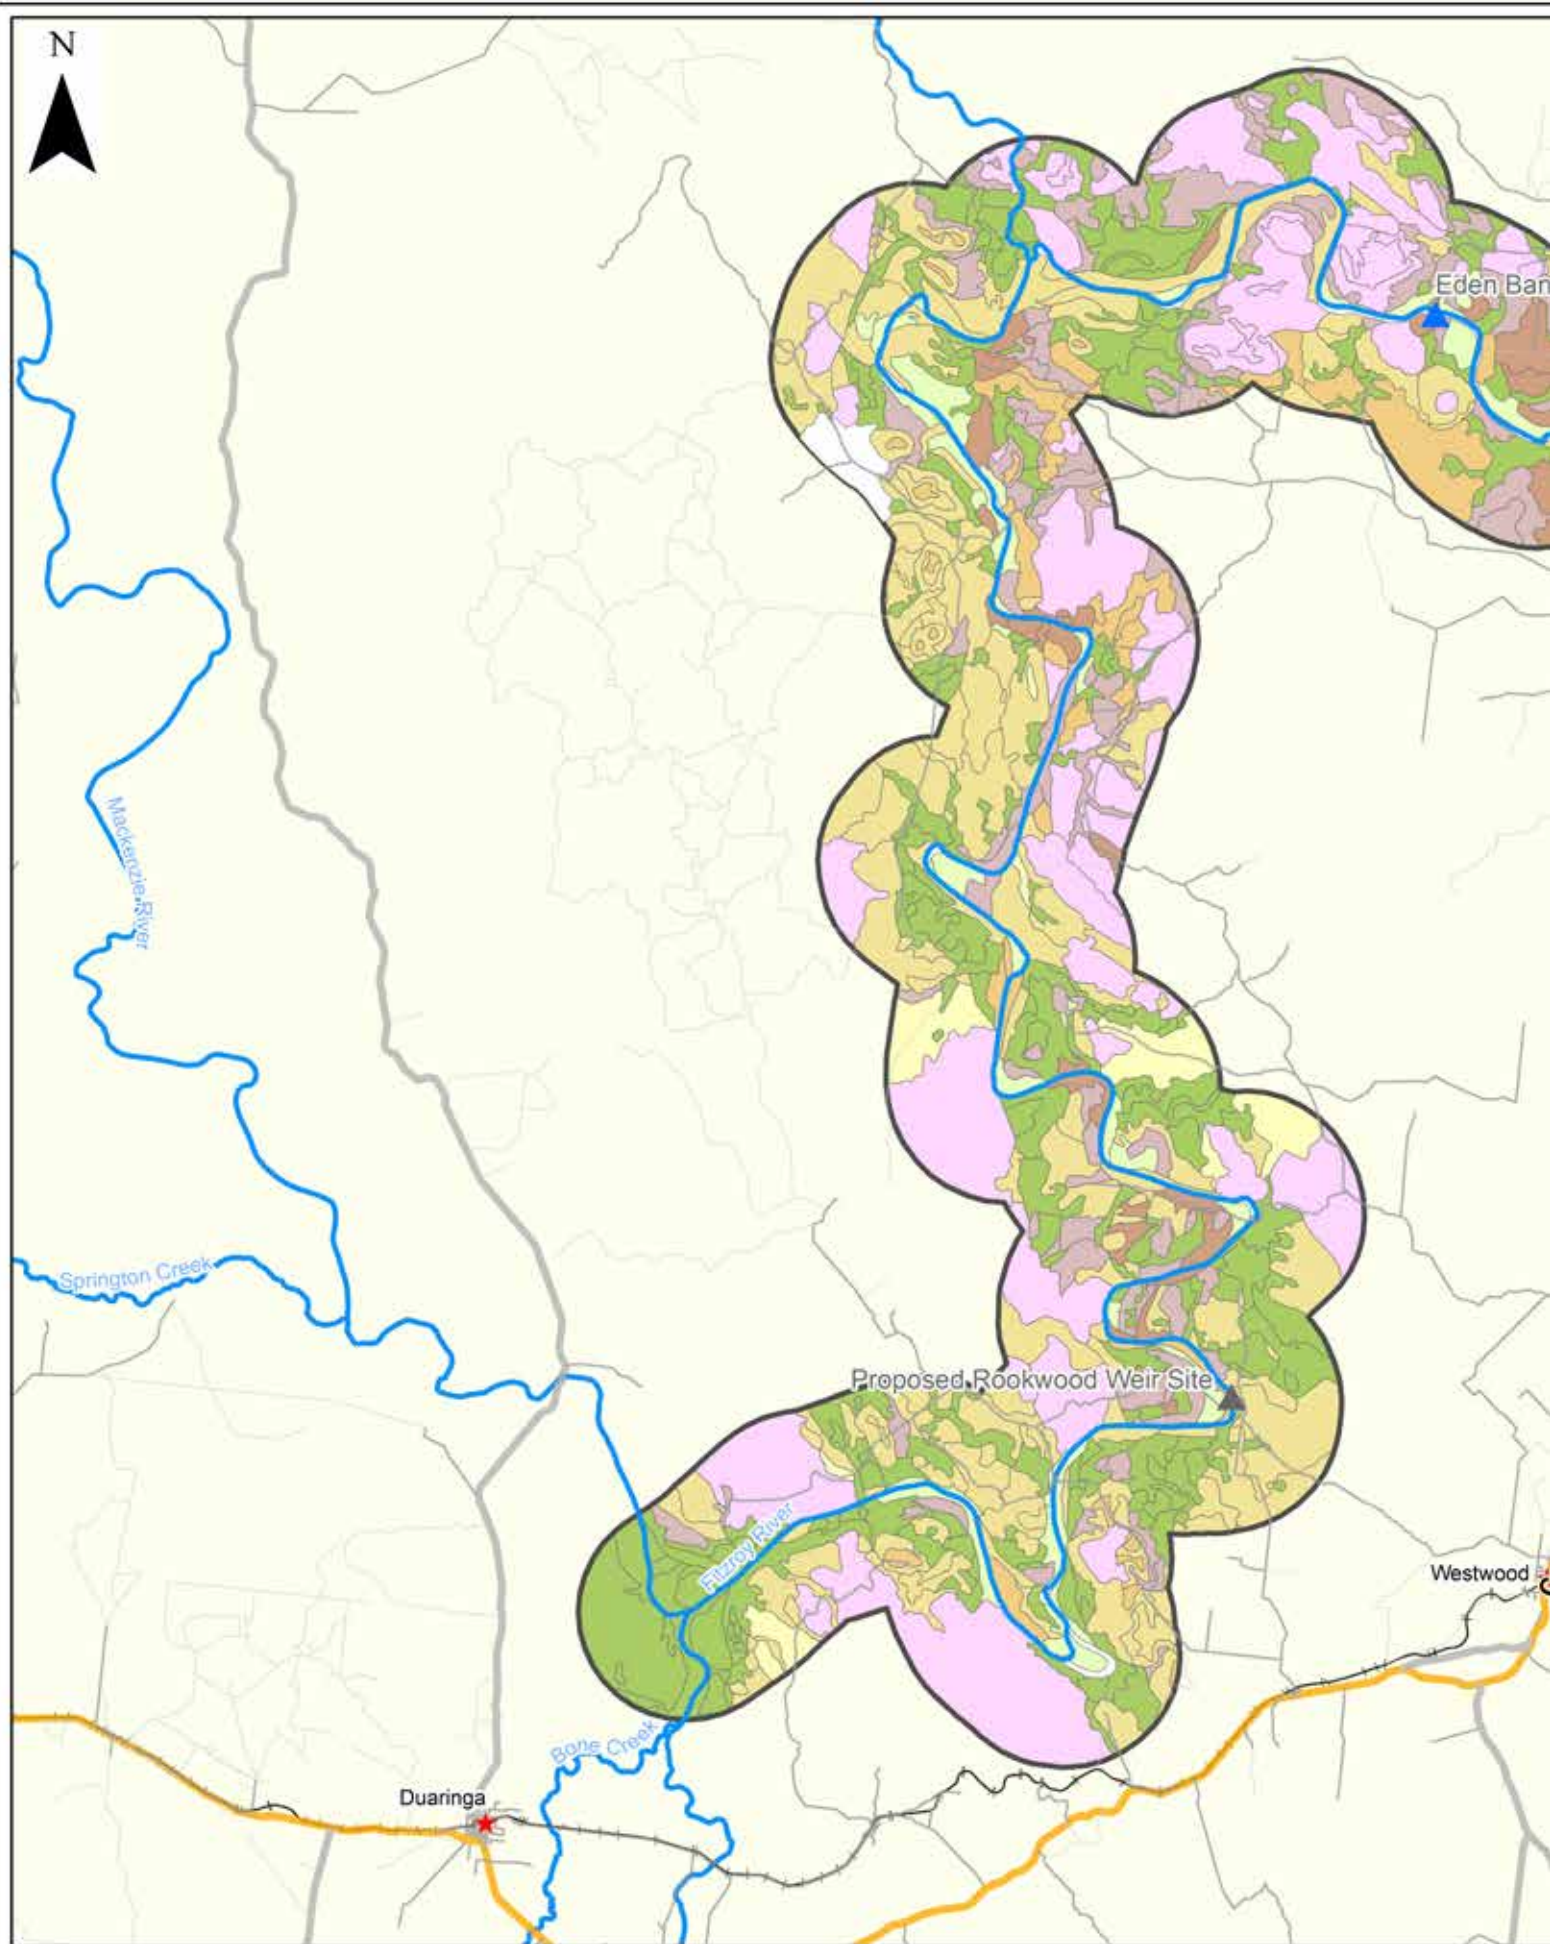 N
Eden Ban
Mackenzie River
Springton Creek
Proposed Rookwood Weir Site
Fitzroy River
Westwood
Bone Creek
Duaringa